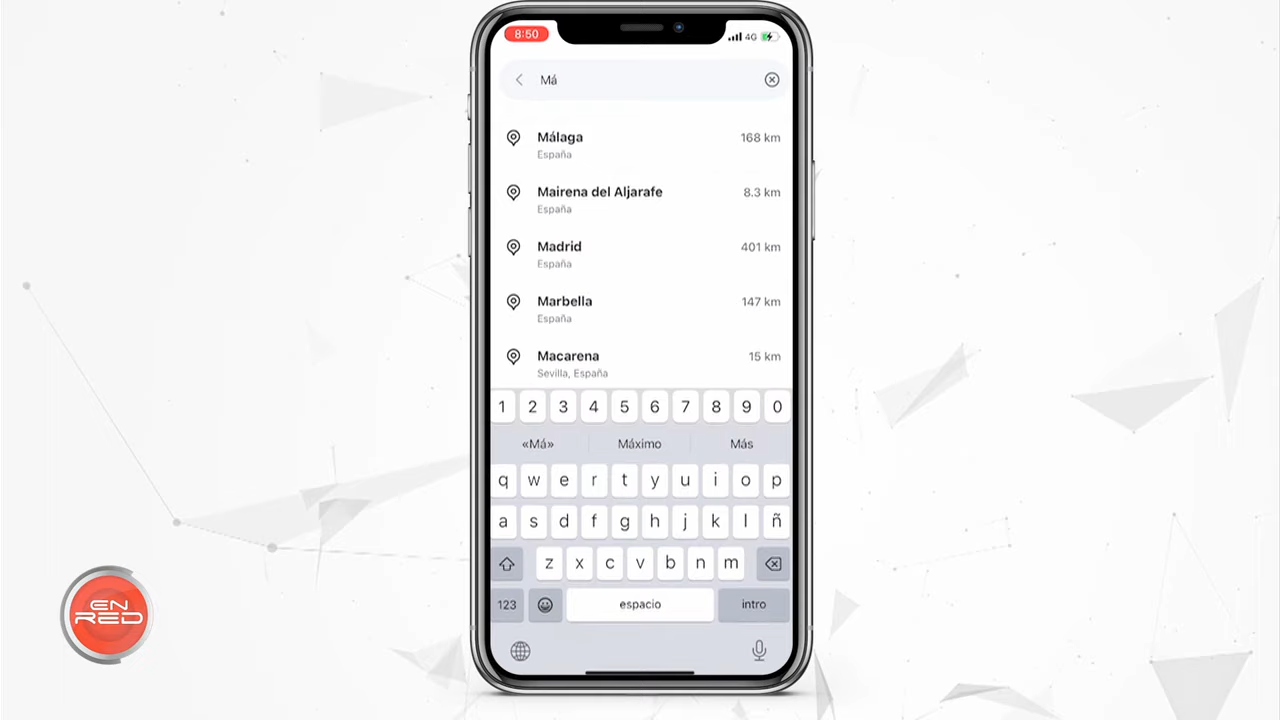 8:50
4G
Má
Málaga 168 km
España
Mairena del Aljarafe 8.3 km
España
Madrid 401 km
España
Marbella 147 km
España
Macarena 15 km
Sevilla, España
1 2 3 4 5 6 7 8 9 0
«Má» Máximo Más
q w e r t y u i o p
a s d f g h j k l ñ
z x c v b n m
123 espacio intro
EN
RED